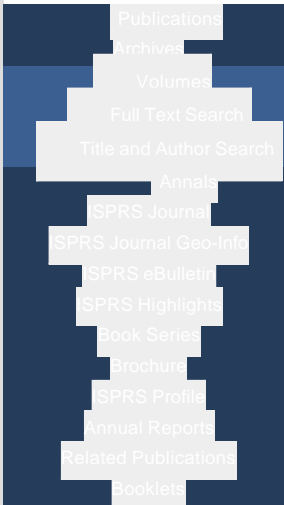 Publications
Archives
Volumes
Full Text Search
Title and Author Search
Annals
ISPRS Journal
ISPRS Journal Geo-Info
ISPRS eBulletin
ISPRS Highlights
Book Series
Brochure
ISPRS Profile
Annual Reports
Related Publications
Booklets